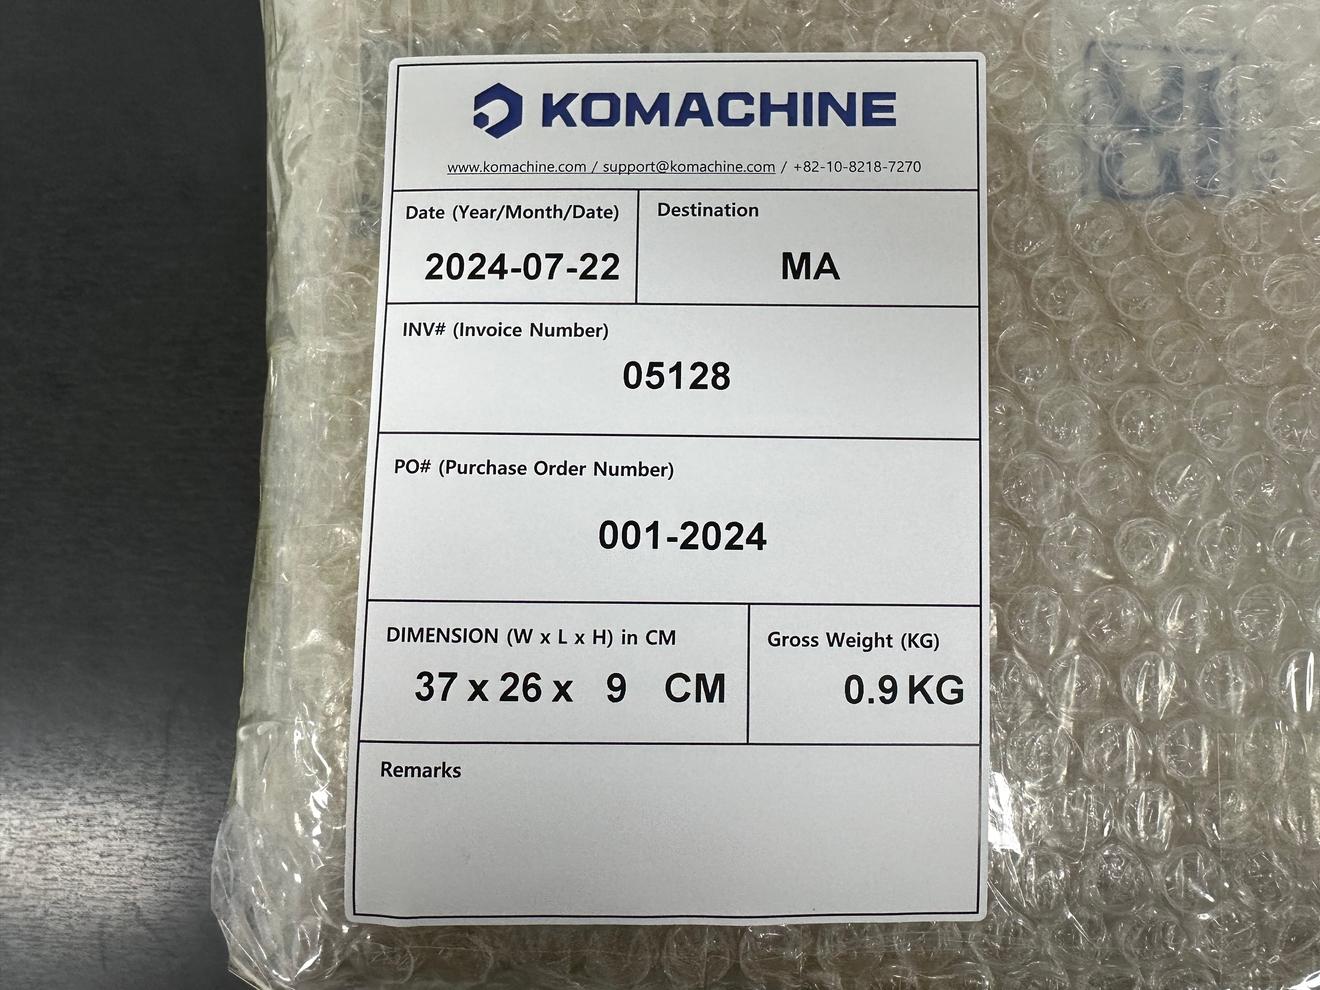 KOMACHINE
www.komachine.com / support@komachine.com / +82-10-8218-7270
Date (Year/Month/Date)
2024-07-22
Destination
MA
INV# (Invoice Number)
05128
PO# (Purchase Order Number)
001-2024
DIMENSION (W x L x H) in CM
37 x 26 x 9 CM
Gross Weight (KG)
0.9 KG
Remarks